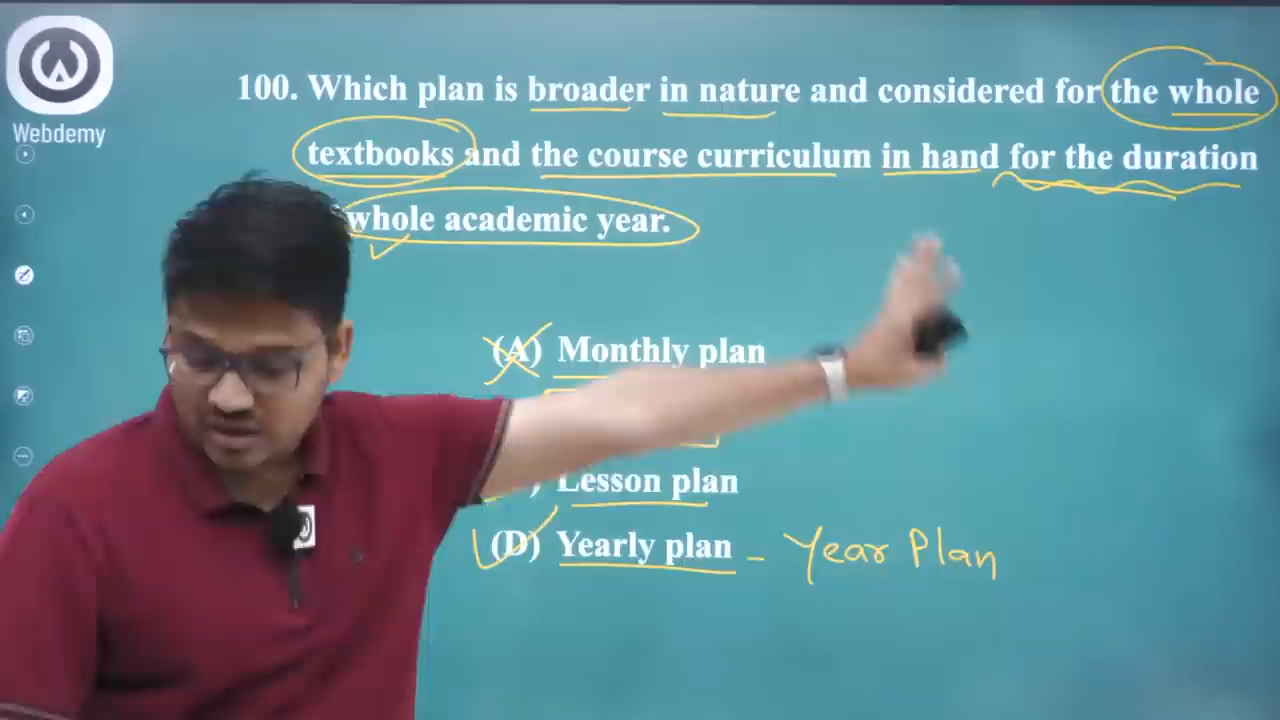 Webdemy
100. Which plan is broader in nature and considered for the whole
textbooks and the course curriculum in hand for the duration
whole academic year.
(A) Monthly plan
) Lesson plan
(D) Yearly plan - Year Plan